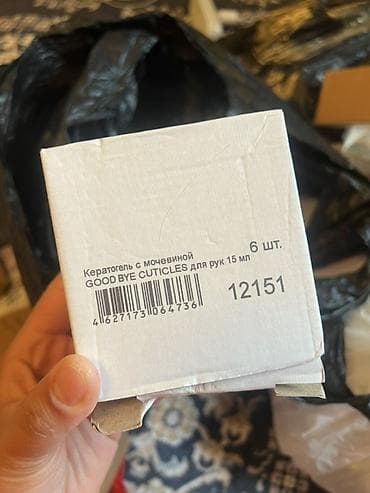 Кератогель с мочевиной
GOOD BYE CUTICLES для рук 15 мл
6 шт.
4627173064736
12151